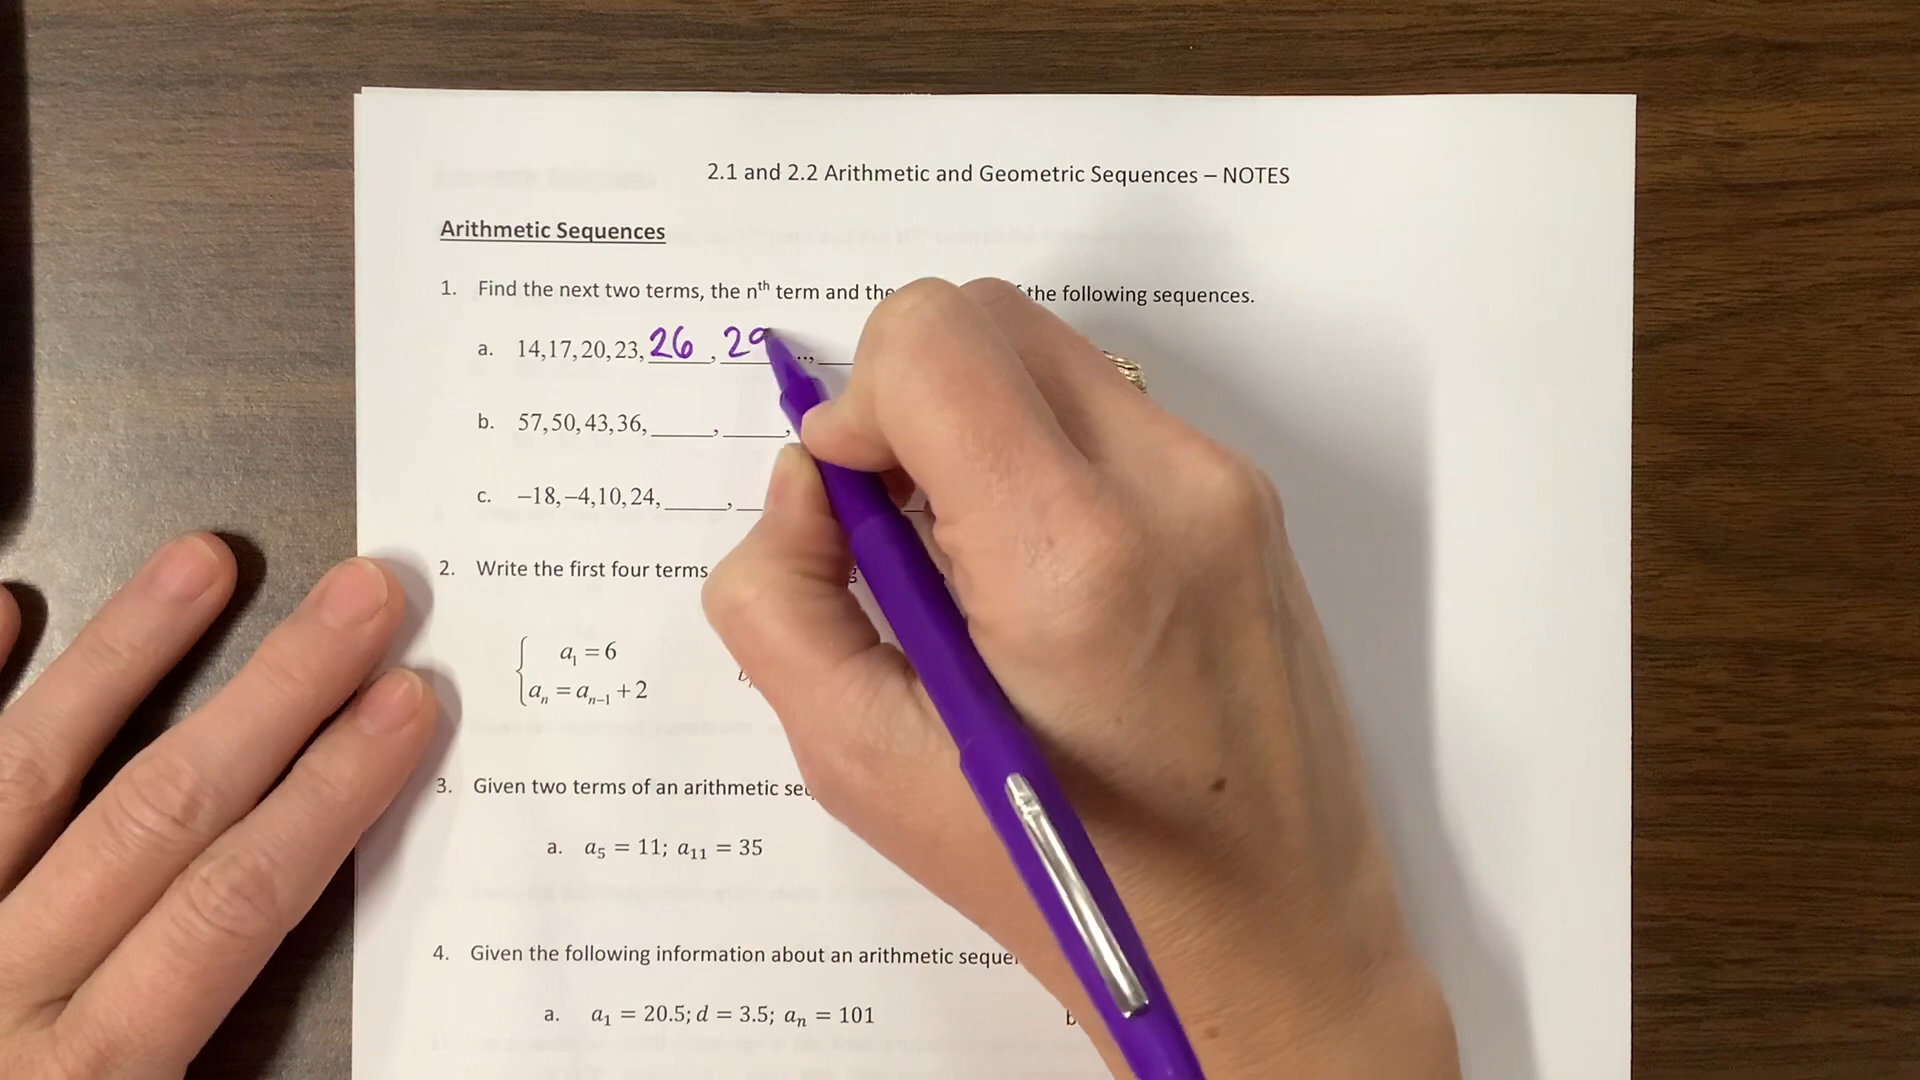 2.1 and 2.2 Arithmetic and Geometric Sequences – NOTES
Arithmetic Sequences
1. Find the next two terms, the nth term and the the following sequences.
a. 14,17,20,23, 26, 29 ...,
b. 57,50,43,36, ____, ____,
c. –18,–4,10,24, ____, __
2. Write the first four terms
a₁ = 6
aₙ = aₙ₋₁ + 2
3. Given two terms of an arithmetic
a. a₅ = 11; a₁₁ = 35
4. Given the following information about an arithmetic
a. a₁ = 20.5; d = 3.5; aₙ = 101